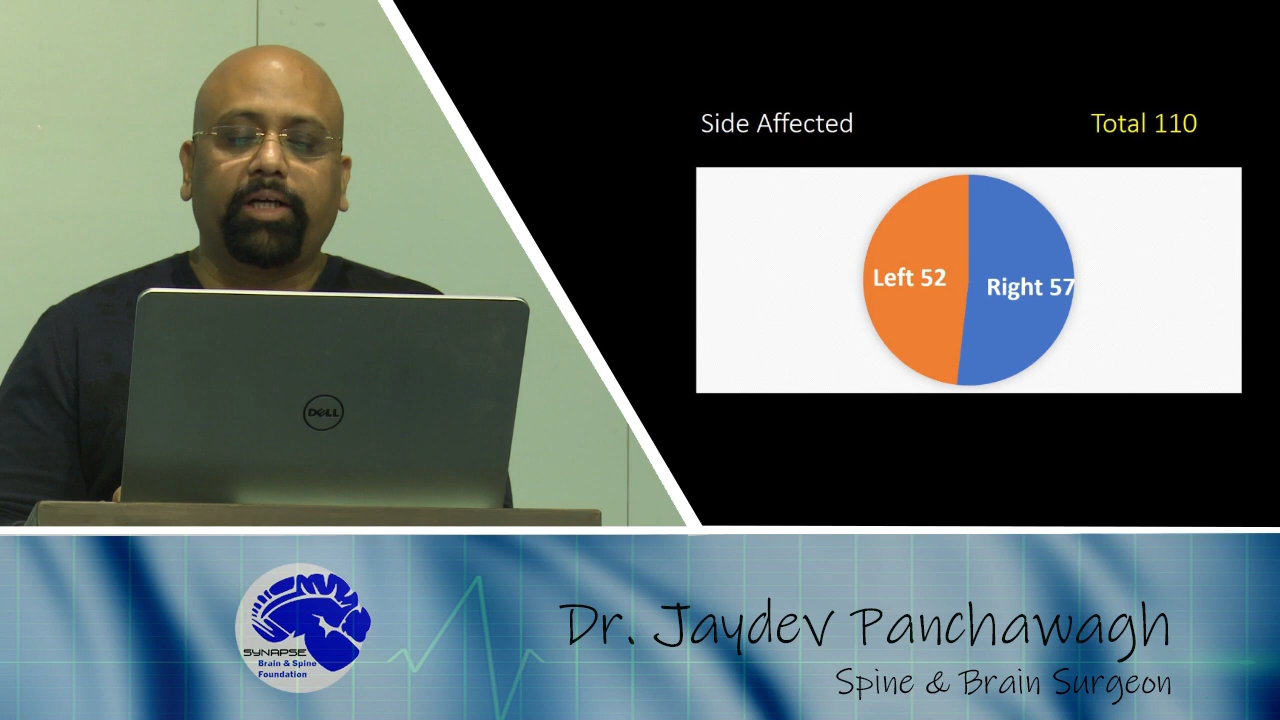 Side Affected
Total 110
Left 52
Right 57
DELL
SYNAPSE
Brain & Spine
Foundation
Dr. Jaydev Panchawagh
Spine & Brain Surgeon